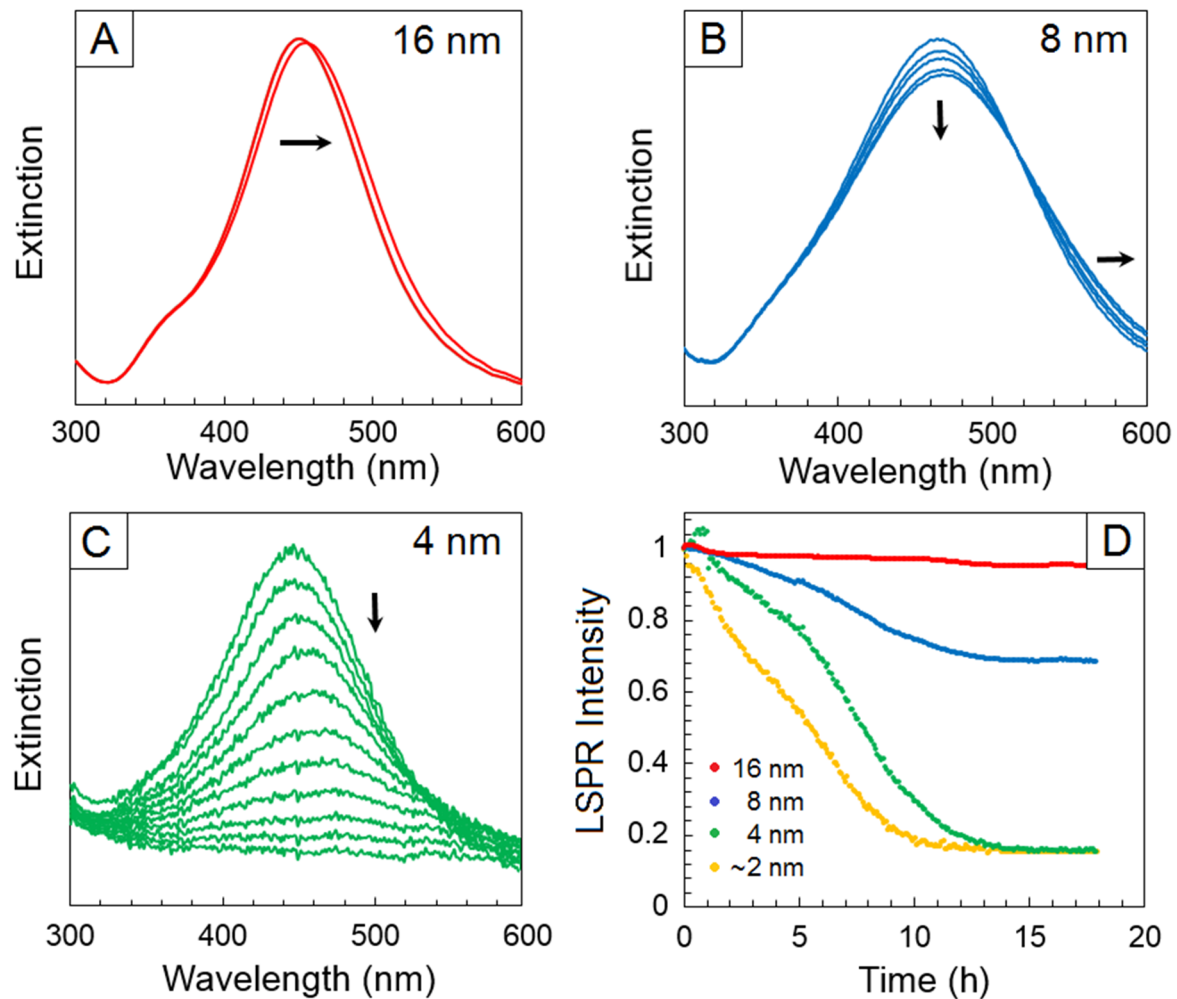 A
16 nm
Extinction
300
400
500
600
Wavelength (nm)
B
8 nm
Extinction
300
400
500
600
Wavelength (nm)
C
4 nm
Extinction
300
400
500
600
Wavelength (nm)
D
LSPR Intensity
1
0.8
0.6
0.4
0.2
0
16 nm
8 nm
4 nm
~2 nm
0
5
10
15
20
Time (h)